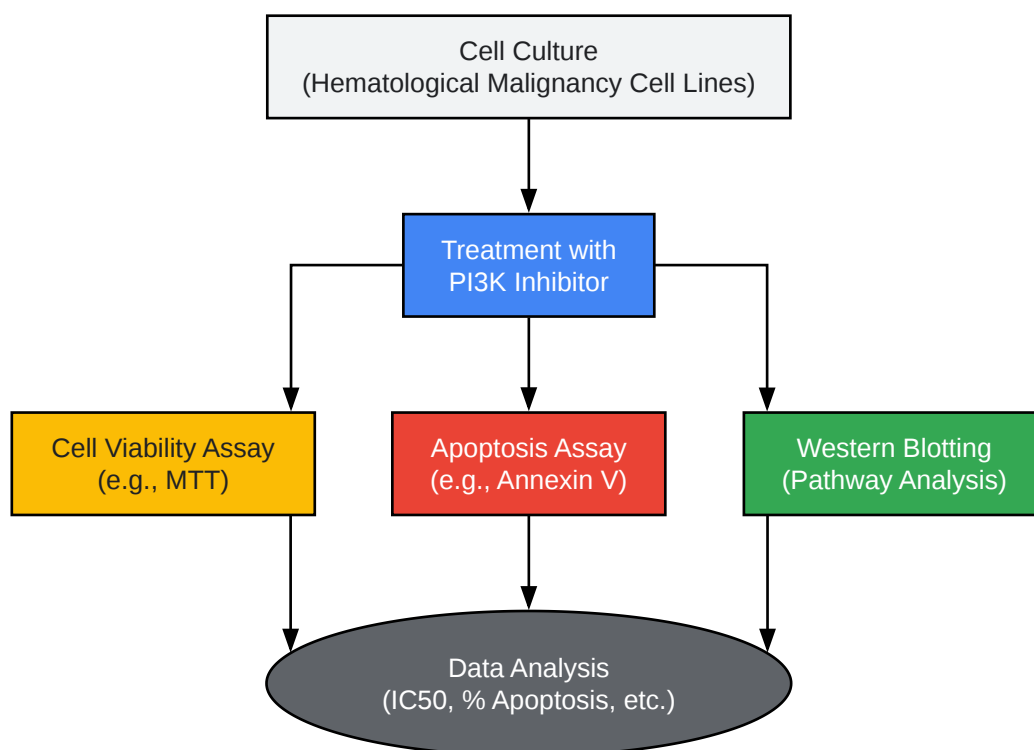 Cell Culture
(Hematological Malignancy Cell Lines)
Treatment with
PI3K Inhibitor
Cell Viability Assay
(e.g., MTT)
Apoptosis Assay
(e.g., Annexin V)
Western Blotting
(Pathway Analysis)
Data Analysis
(IC50, % Apoptosis, etc.)